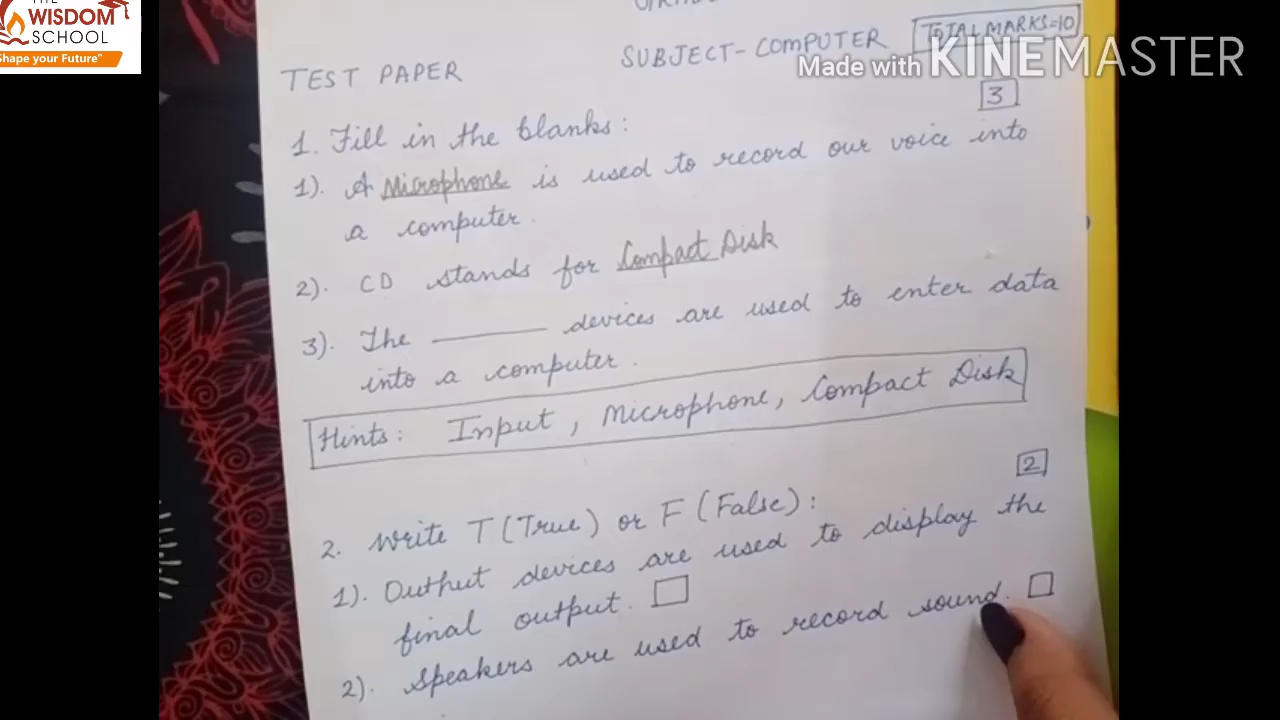 THE
WISDOM
SCHOOL
Shape your Future"
TEST PAPER
SUBJECT-COMPUTER
TOTAL MARKS=10
Made with KINEMASTER
3
1. Fill in the blanks:
1). A Microphone is used to record our voice into
a computer.
2). CD stands for Compact Disk
3). The ________ devices are used to enter data
into a computer.
Hints: Input, Microphone, Compact Disk
2
2. Write T (True) or F (False):
1). Output devices are used to display the
final output.
2). Speakers are used to record sound.